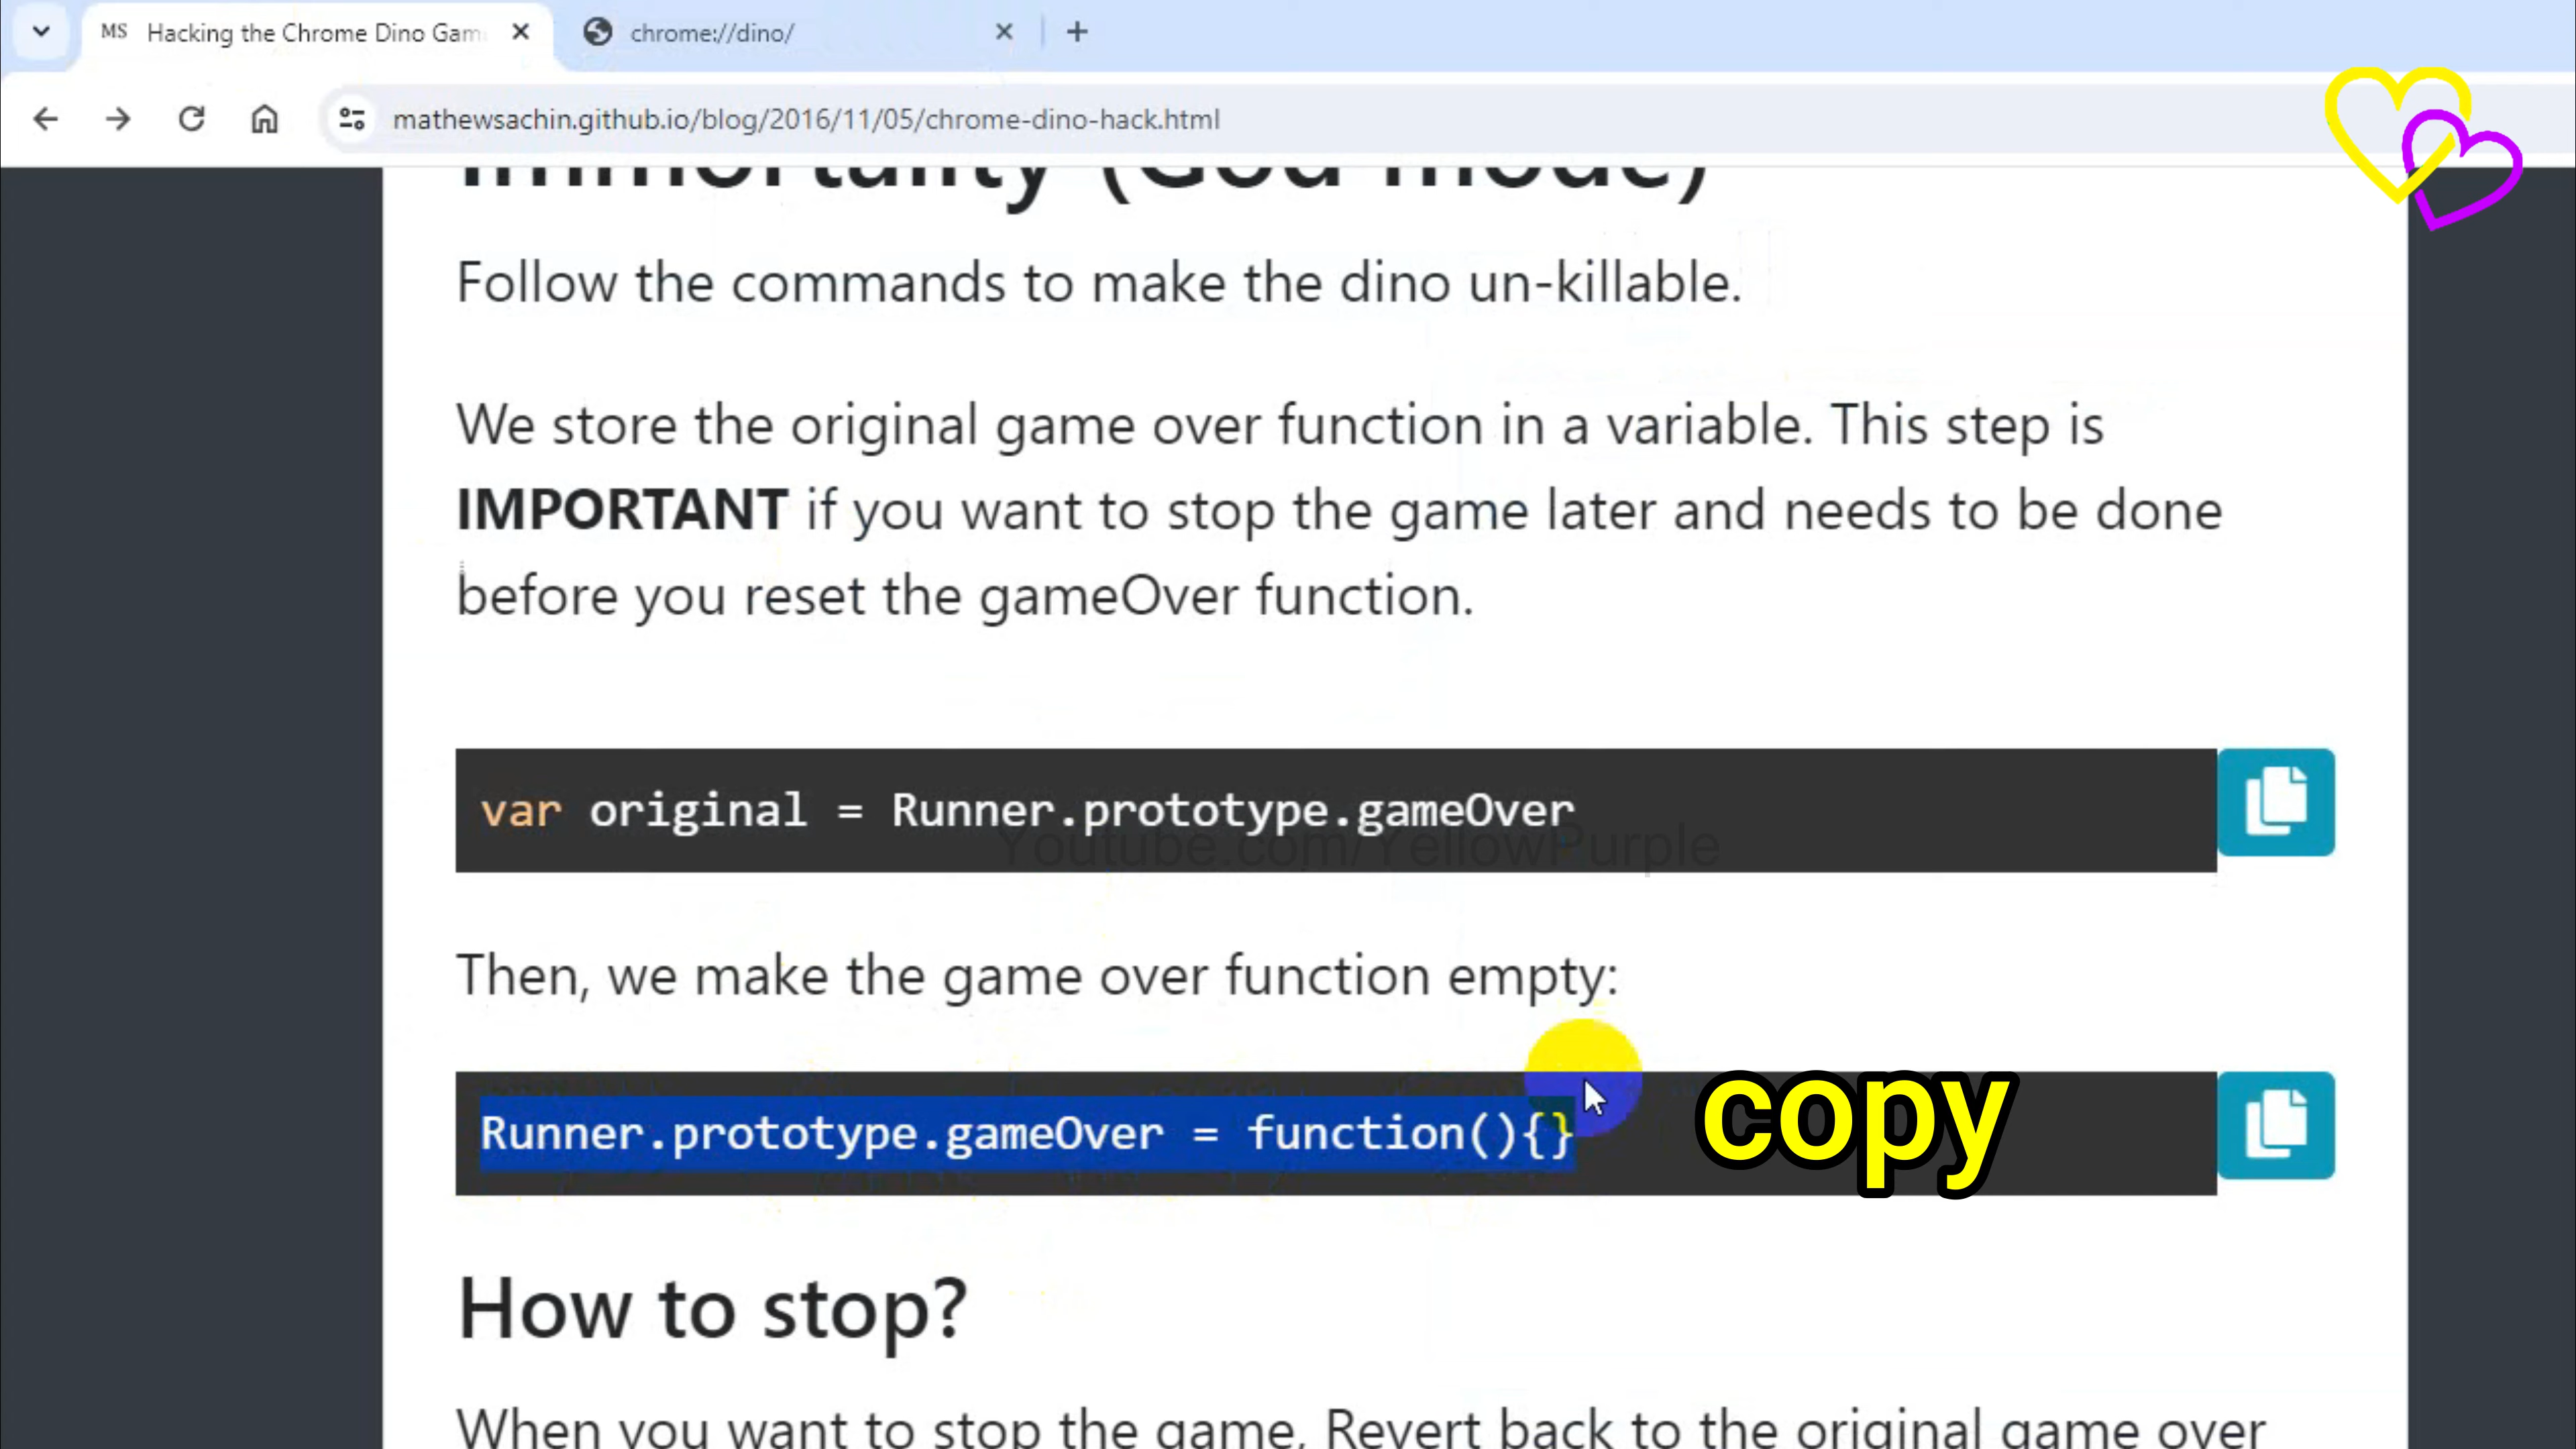 MS Hacking the Chrome Dino Gam
chrome://dino/
mathewsachin.github.io/blog/2016/11/05/chrome-dino-hack.html
Immortality (God mode)
Follow the commands to make the dino un-killable.
We store the original game over function in a variable. This step is
IMPORTANT if you want to stop the game later and needs to be done
before you reset the gameOver function.
var original = Runner.prototype.gameOver
Youtube.com/YellowPurple
Then, we make the game over function empty:
Runner.prototype.gameOver = function(){}
copy
How to stop?
When you want to stop the game, Revert back to the original game over